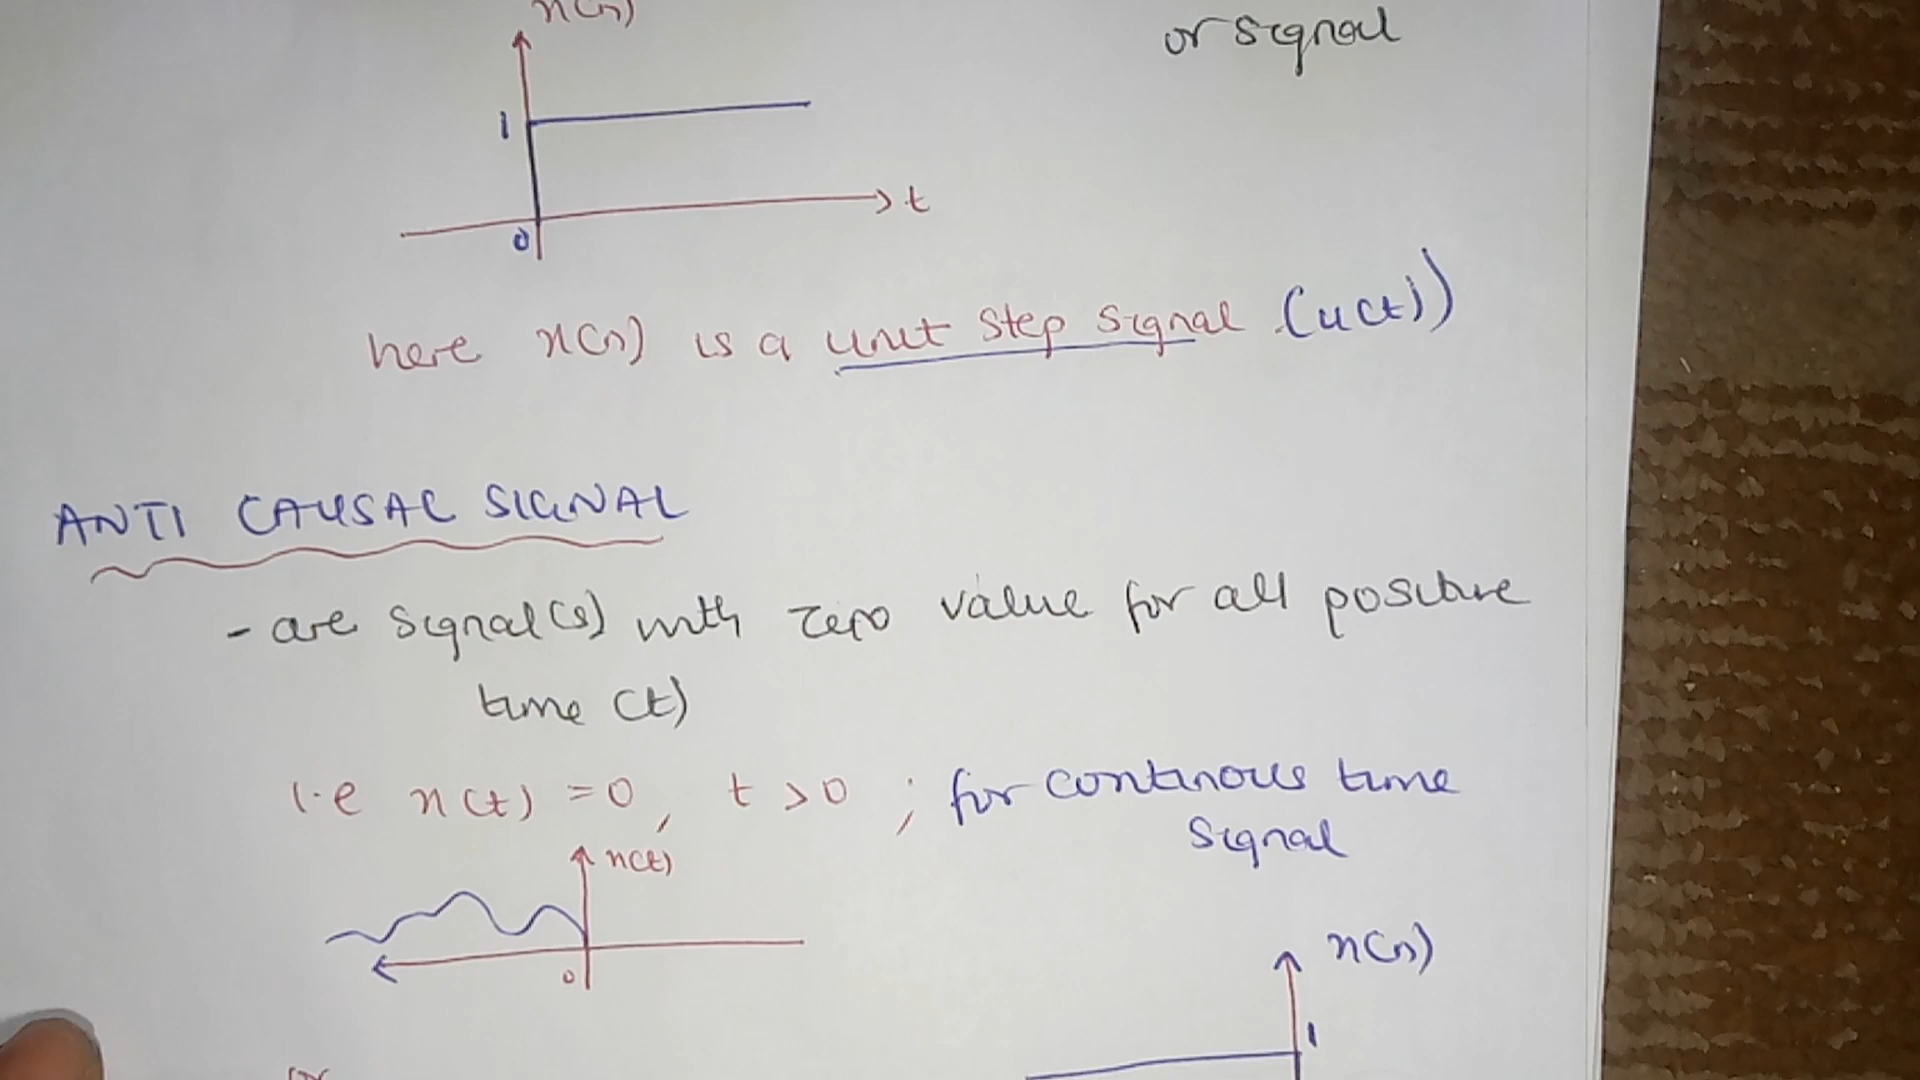 x(n)
or signal
1
t
0
here x(n) is a unit step signal (u(t))
ANTI CAUSAL SIGNAL
- are signal(s) with zero value for all positive
time (t)
i.e x(t) = 0, t > 0 ; for continous time
signal
x(t)
0
x(n)
1